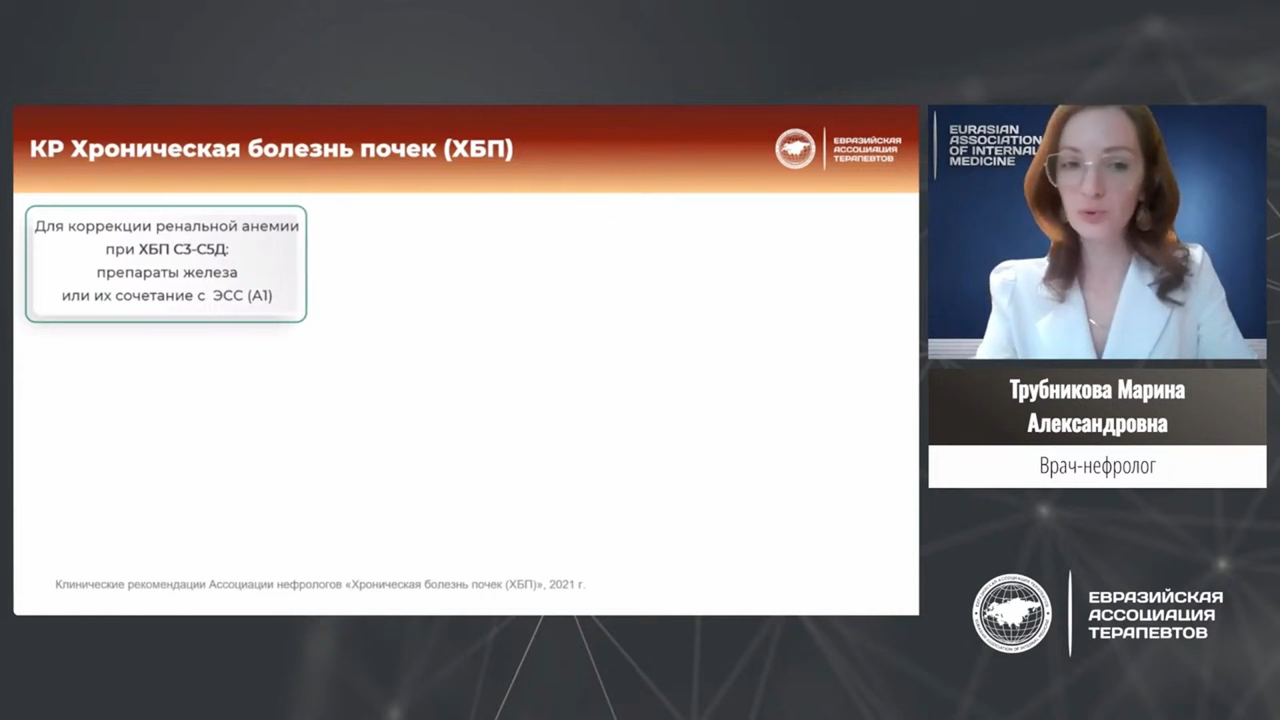 КР Хроническая болезнь почек (ХБП)
ЕВРАЗИЙСКАЯ
АССОЦИАЦИЯ
ТЕРАПЕВТОВ
Для коррекции ренальной анемии
при ХБП С3-С5Д:
препараты железа
или их сочетание с ЭСС (А1)
Клинические рекомендации Ассоциации нефрологов «Хроническая болезнь почек (ХБП)», 2021 г.
EURASIAN
ASSOCIATION
OF INTERNAL
MEDICINE
Трубникова Марина
Александровна
Врач-нефролог
ЕВРАЗИЙСКАЯ
АССОЦИАЦИЯ
ТЕРАПЕВТОВ